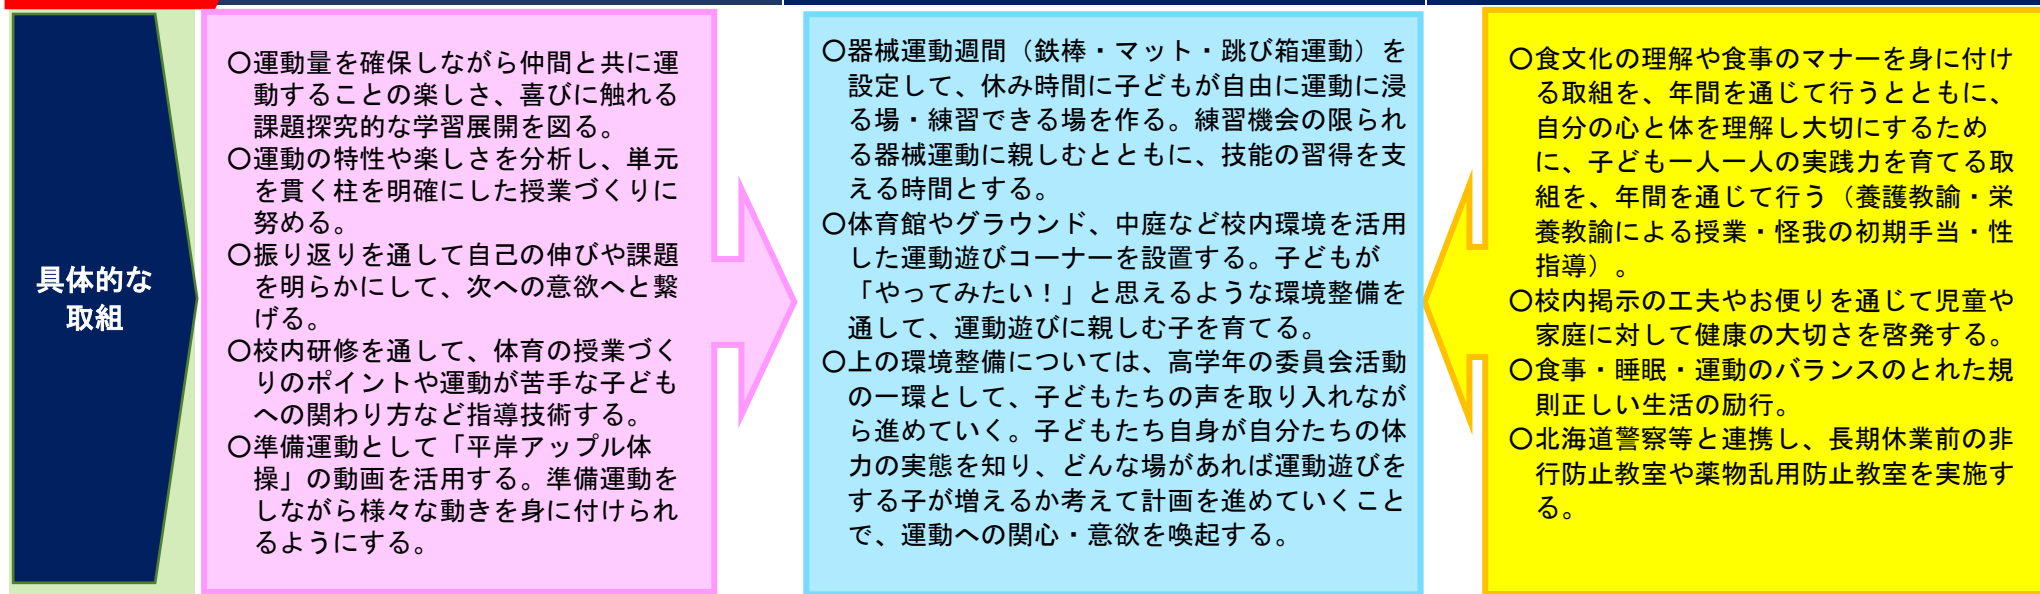 具体的な
取組
〇運動量を確保しながら仲間と共に運
動することの楽しさ、喜びに触れる
課題探究的な学習展開を図る。
〇運動の特性や楽しさを分析し、単元
を貫く柱を明確にした授業づくりに
努める。
〇振り返りを通して自己の伸びや課題
を明らかにして、次への意欲へと繋
げる。
〇校内研修を通して、体育の授業づく
りのポイントや運動が苦手な子ども
への関わり方など指導技術する。
〇準備運動として「平岸アップル体
操」の動画を活用する。準備運動を
しながら様々な動きを身に付けられ
るようにする。
〇器械運動週間（鉄棒・マット・跳び箱運動）を
設定して、休み時間に子どもが自由に運動に浸
る場・練習できる場を作る。練習機会の限られ
る器械運動に親しむとともに、技能の習得を支
える時間とする。
〇体育館やグラウンド、中庭など校内環境を活用
した運動遊びコーナーを設置する。子どもが
「やってみたい！」と思えるような環境整備を
通して、運動遊びに親しむ子を育てる。
〇上の環境整備については、高学年の委員会活動
の一環として、子どもたちの声を取り入れなが
ら進めていく。子どもたち自身が自分たちの体
力の実態を知り、どんな場があれば運動遊びを
する子が増えるか考えて計画を進めていくこと
で、運動への関心・意欲を喚起する。
〇食文化の理解や食事のマナーを身に付け
る取組を、年間を通じて行うとともに、
自分の心と体を理解し大切にするため
に、子ども一人一人の実践力を育てる取
組を、年間を通じて行う（養護教諭・栄
養教諭による授業・怪我の初期手当・性
指導）。
〇校内掲示の工夫やお便りを通じて児童や
家庭に対して健康の大切さを啓発する。
〇食事・睡眠・運動のバランスのとれた規
則正しい生活の励行。
〇北海道警察等と連携し、長期休業前の非
行防止教室や薬物乱用防止教室を実施す
る。